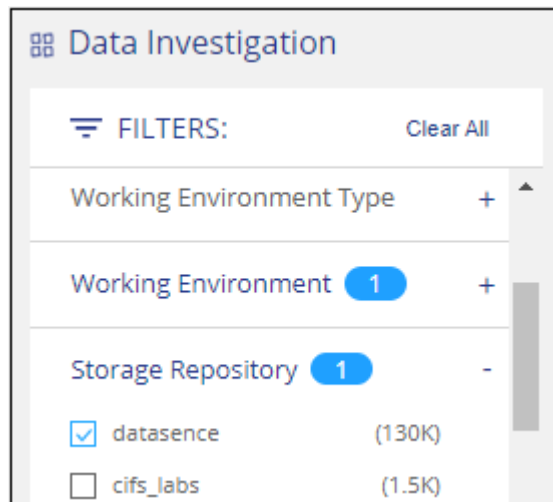 Data Investigation
FILTERS: Clear All
Working Environment Type +
Working Environment 1 +
Storage Repository 1 -
datasence (130K)
cifs_labs (1.5K)